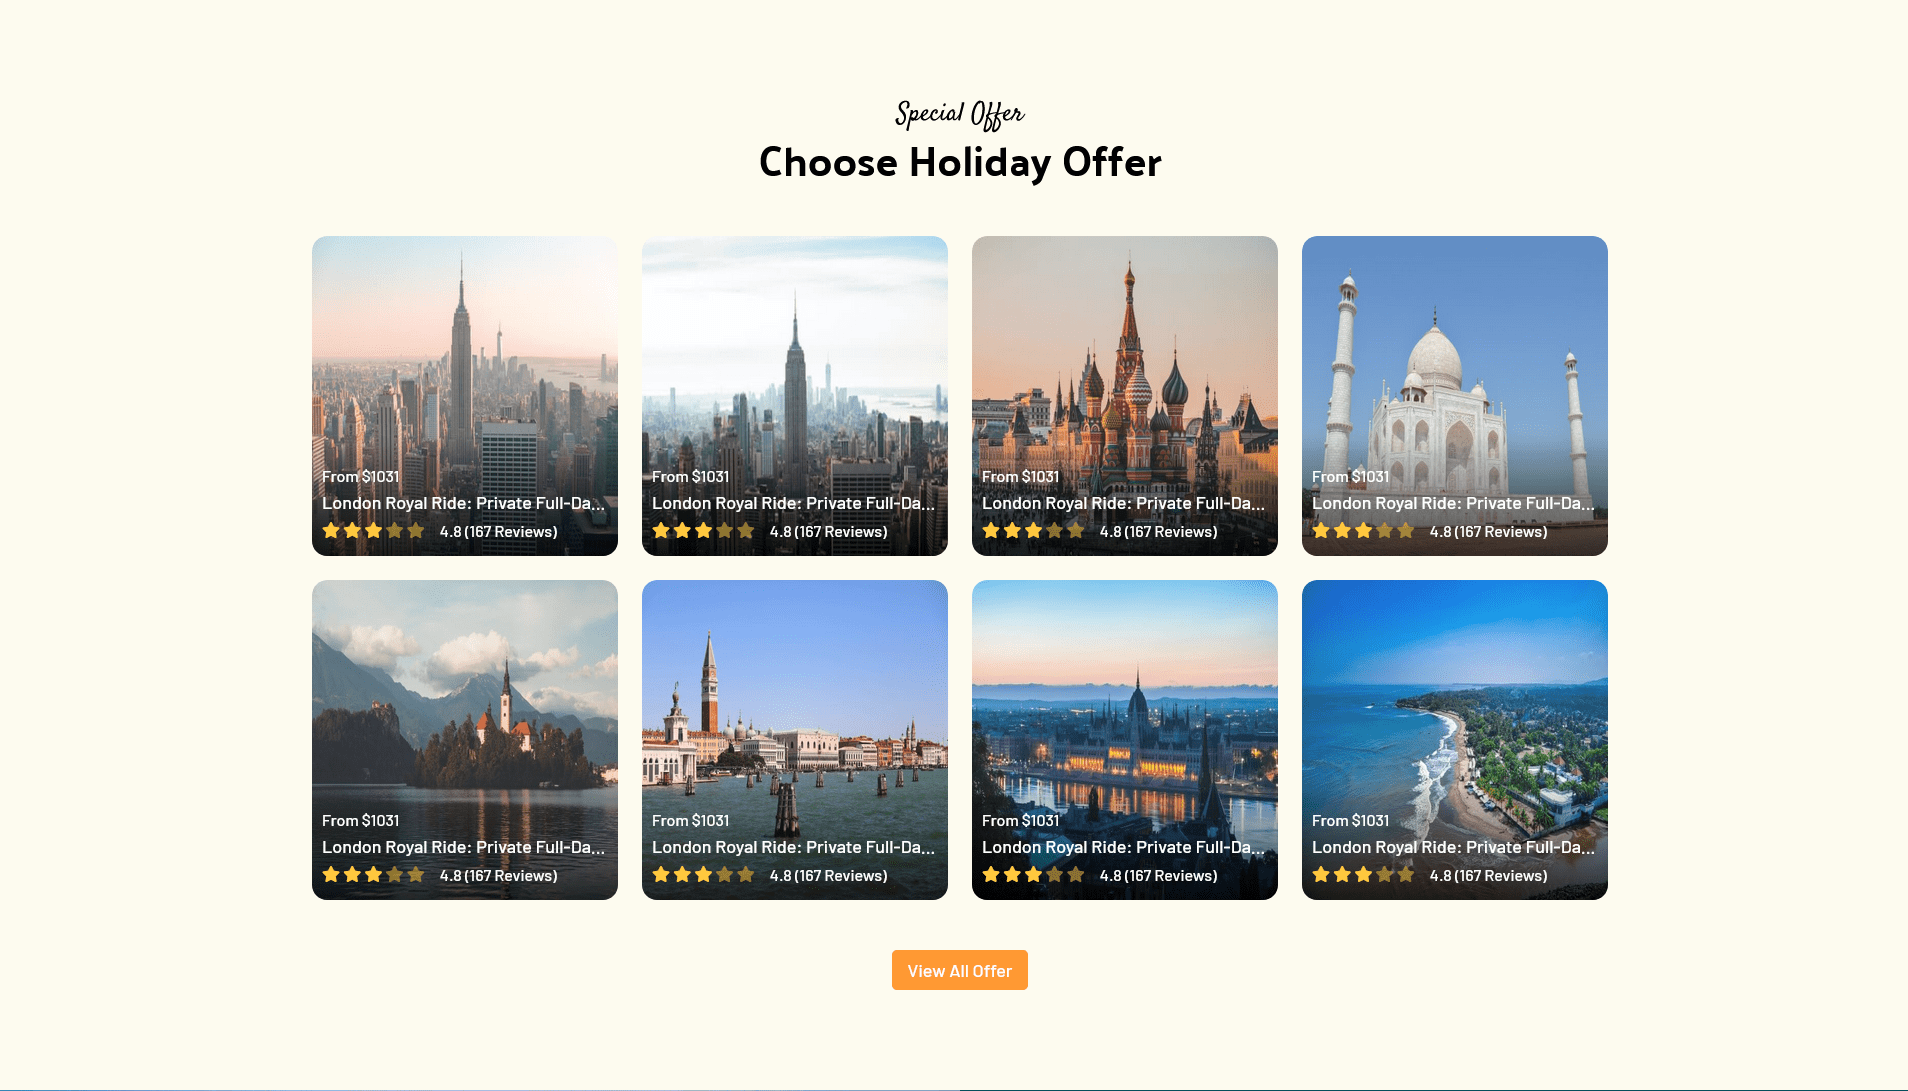 Special Offer
Choose Holiday Offer
From $1031
London Royal Ride: Private Full-Da...
4.8 (167 Reviews)
From $1031
London Royal Ride: Private Full-Da...
4.8 (167 Reviews)
From $1031
London Royal Ride: Private Full-Da...
4.8 (167 Reviews)
From $1031
London Royal Ride: Private Full-Da...
4.8 (167 Reviews)
From $1031
London Royal Ride: Private Full-Da...
4.8 (167 Reviews)
From $1031
London Royal Ride: Private Full-Da...
4.8 (167 Reviews)
From $1031
London Royal Ride: Private Full-Da...
4.8 (167 Reviews)
From $1031
London Royal Ride: Private Full-Da...
4.8 (167 Reviews)
View All Offer